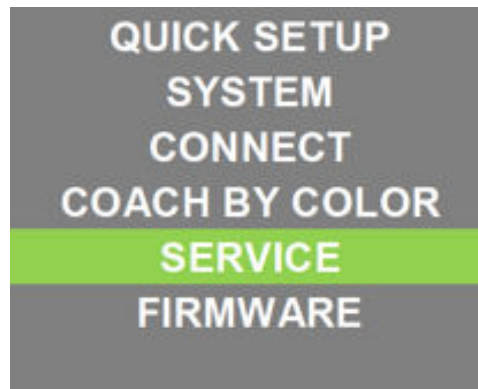 QUICK SETUP
SYSTEM
CONNECT
COACH BY COLOR
SERVICE
FIRMWARE